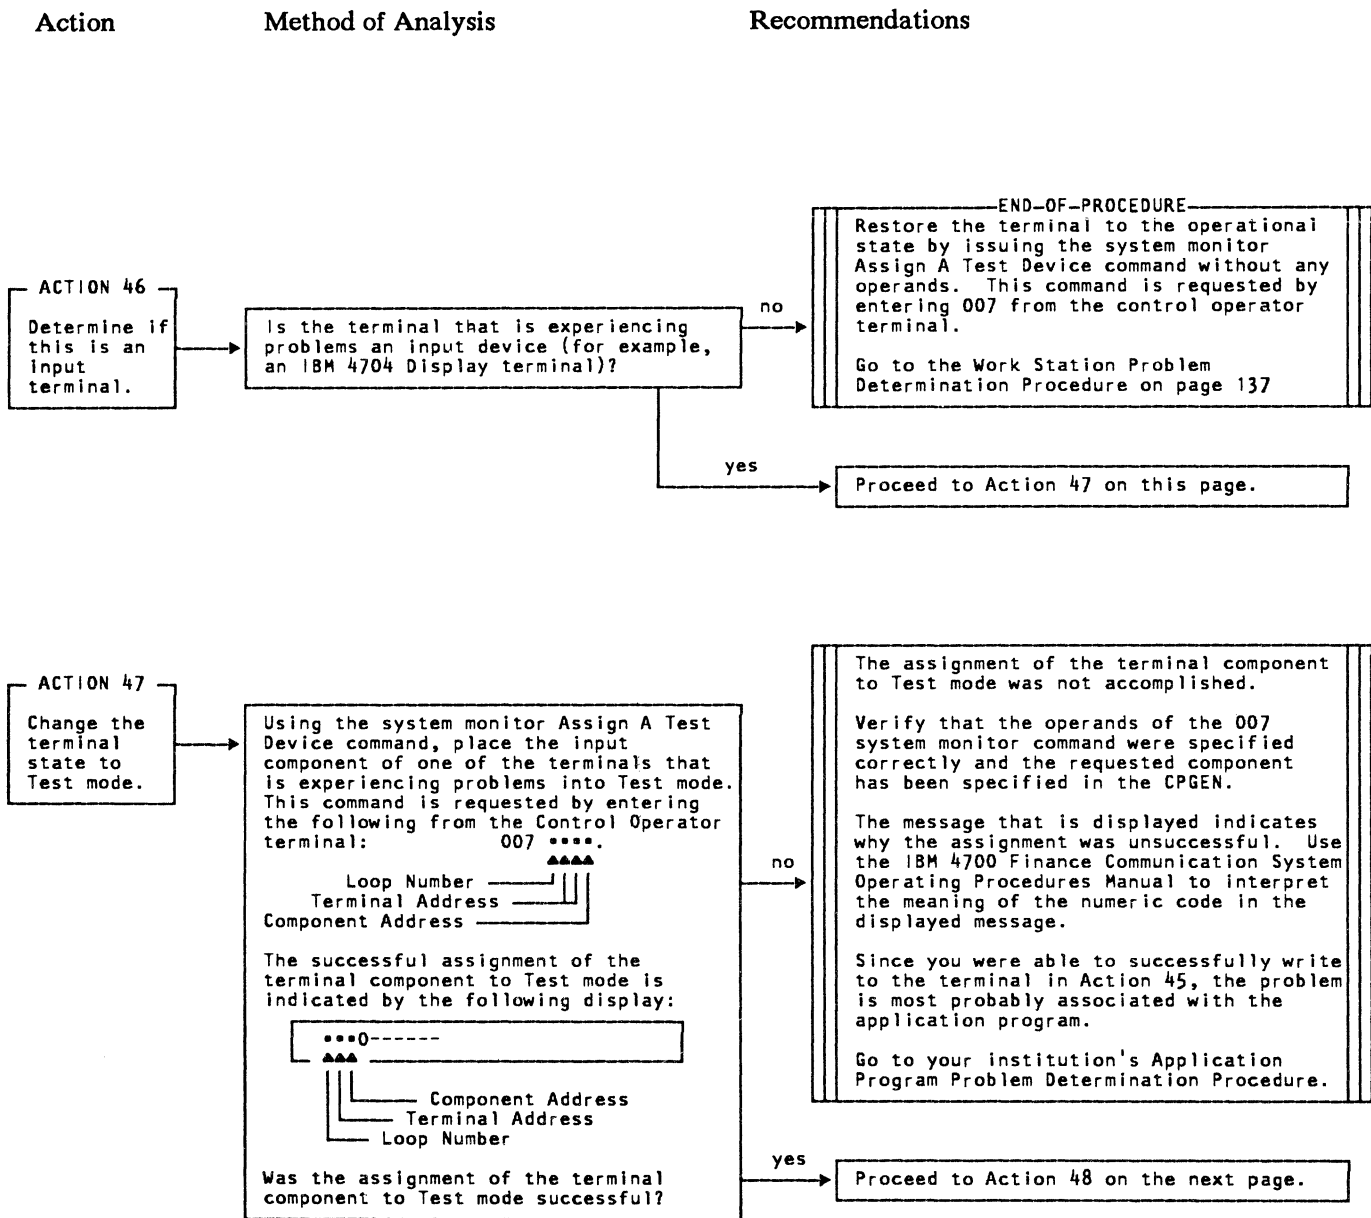 Action
Method of Analysis
Recommendations
ACTION 46
Determine if
this is an
input
terminal.
Is the terminal that is experiencing
problems an input device (for example,
an IBM 4704 Display terminal)?
no
END-OF-PROCEDURE
Restore the terminal to the operational
state by issuing the system monitor
Assign A Test Device command without any
operands. This command is requested by
entering 007 from the control operator
terminal.
Go to the Work Station Problem
Determination Procedure on page 137
yes
Proceed to Action 47 on this page.
ACTION 47
Change the
terminal
state to
Test mode.
Using the system monitor Assign A Test
Device command, place the input
component of one of the terminals that
is experiencing problems into Test mode.
This command is requested by entering
the following from the Control Operator
terminal: 007 ▪▪▪▪.
Loop Number
Terminal Address
Component Address
The successful assignment of the
terminal component to Test mode is
indicated by the following display:
▪▪▪0------
Component Address
Terminal Address
Loop Number
Was the assignment of the terminal
component to Test mode successful?
no
The assignment of the terminal component
to Test mode was not accomplished.
Verify that the operands of the 007
system monitor command were specified
correctly and the requested component
has been specified in the CPGEN.
The message that is displayed indicates
why the assignment was unsuccessful. Use
the IBM 4700 Finance Communication System
Operating Procedures Manual to interpret
the meaning of the numeric code in the
displayed message.
Since you were able to successfully write
to the terminal in Action 45, the problem
is most probably associated with the
application program.
Go to your institution's Application
Program Problem Determination Procedure.
yes
Proceed to Action 48 on the next page.